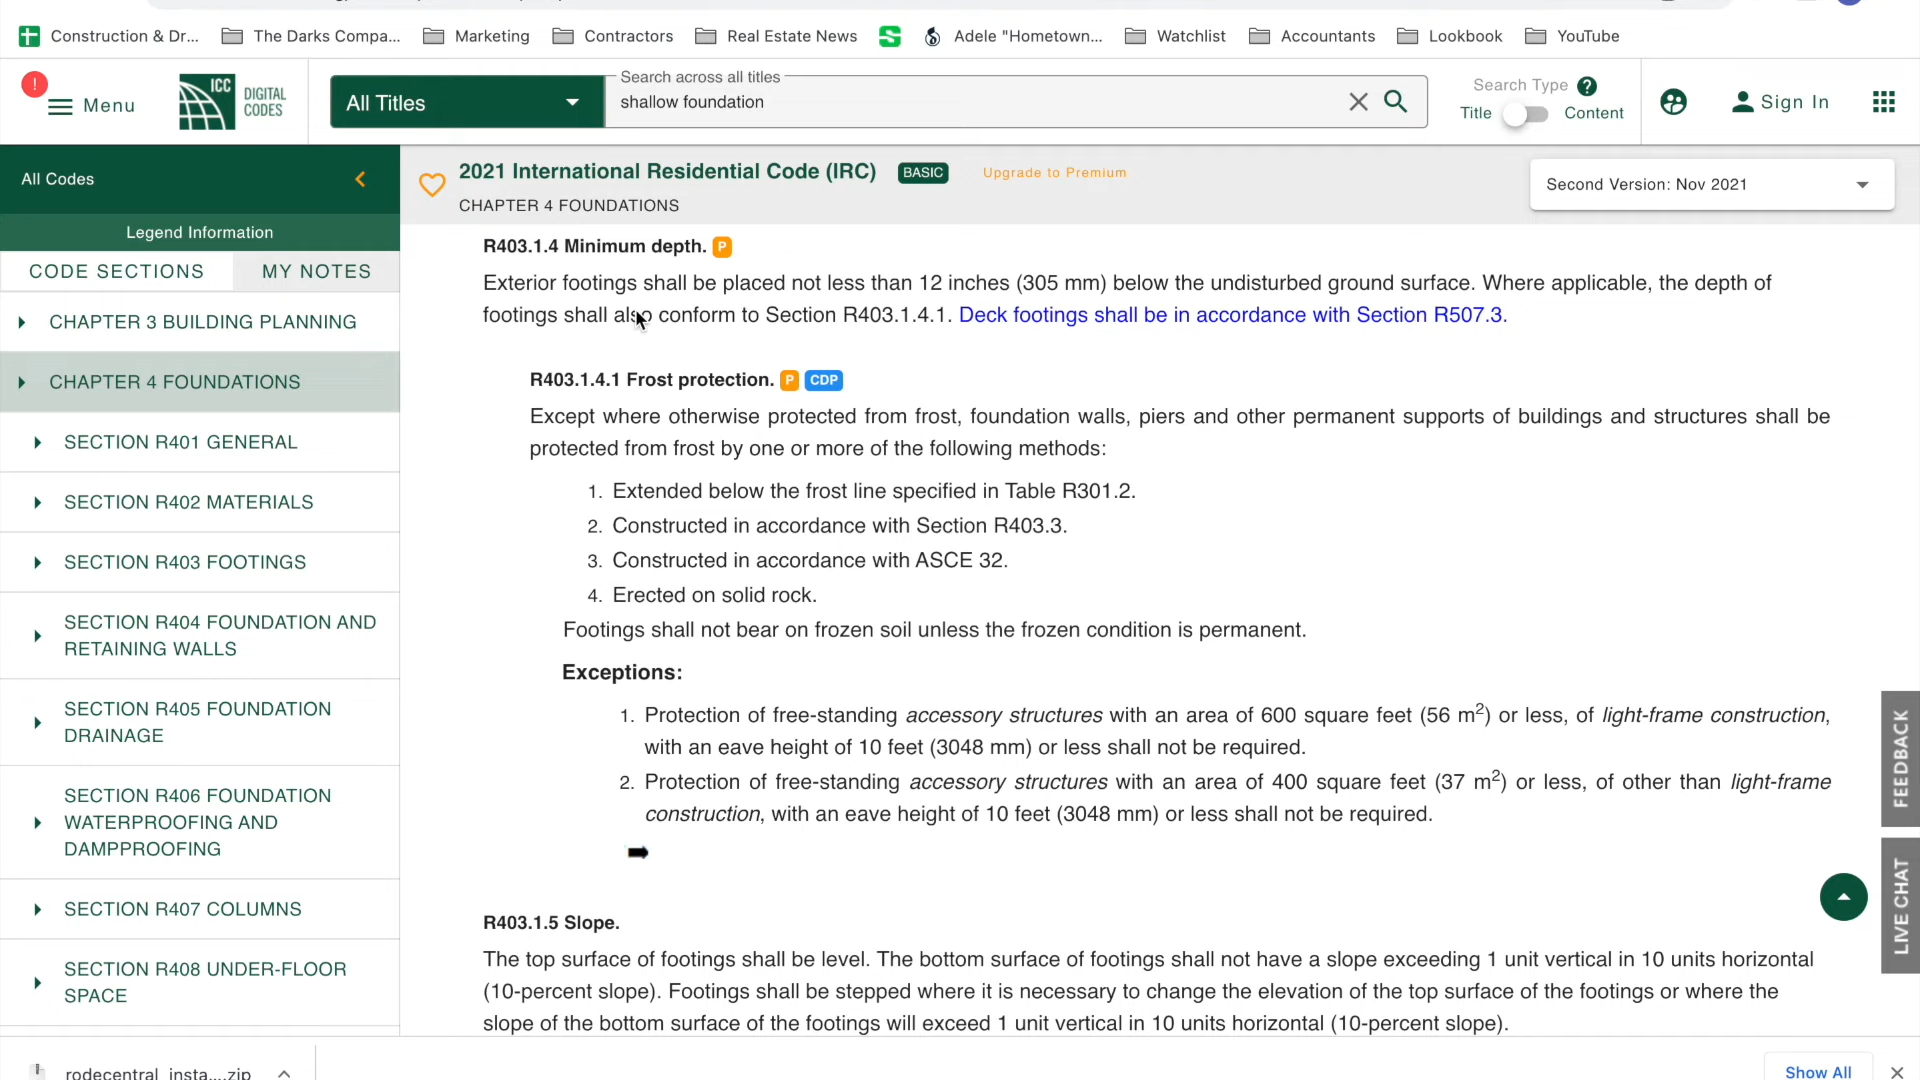 Construction & Dr... The Darks Compa... Marketing Contractors Real Estate News Adele "Hometown... Watchlist Accountants Lookbook YouTube
! Menu
ICC DIGITAL CODES
All Titles
Search across all titles
shallow foundation
Search Type ?
Title Content
Sign In
All Codes
Legend Information
CODE SECTIONS MY NOTES
CHAPTER 3 BUILDING PLANNING
CHAPTER 4 FOUNDATIONS
SECTION R401 GENERAL
SECTION R402 MATERIALS
SECTION R403 FOOTINGS
SECTION R404 FOUNDATION AND
RETAINING WALLS
SECTION R405 FOUNDATION
DRAINAGE
SECTION R406 FOUNDATION
WATERPROOFING AND
DAMPPROOFING
SECTION R407 COLUMNS
SECTION R408 UNDER-FLOOR
SPACE
2021 International Residential Code (IRC) BASIC Upgrade to Premium
CHAPTER 4 FOUNDATIONS
Second Version: Nov 2021
R403.1.4 Minimum depth. P
Exterior footings shall be placed not less than 12 inches (305 mm) below the undisturbed ground surface. Where applicable, the depth of
footings shall also conform to Section R403.1.4.1. Deck footings shall be in accordance with Section R507.3.
R403.1.4.1 Frost protection. P CDP
Except where otherwise protected from frost, foundation walls, piers and other permanent supports of buildings and structures shall be
protected from frost by one or more of the following methods:
1. Extended below the frost line specified in Table R301.2.
2. Constructed in accordance with Section R403.3.
3. Constructed in accordance with ASCE 32.
4. Erected on solid rock.
Footings shall not bear on frozen soil unless the frozen condition is permanent.
Exceptions:
1. Protection of free-standing accessory structures with an area of 600 square feet (56 m2) or less, of light-frame construction,
with an eave height of 10 feet (3048 mm) or less shall not be required.
2. Protection of free-standing accessory structures with an area of 400 square feet (37 m2) or less, of other than light-frame
construction, with an eave height of 10 feet (3048 mm) or less shall not be required.
R403.1.5 Slope.
The top surface of footings shall be level. The bottom surface of footings shall not have a slope exceeding 1 unit vertical in 10 units horizontal
(10-percent slope). Footings shall be stepped where it is necessary to change the elevation of the top surface of the footings or where the
slope of the bottom surface of the footings will exceed 1 unit vertical in 10 units horizontal (10-percent slope).
FEEDBACK
LIVE CHAT
rodecentral_insta....zip
Show All